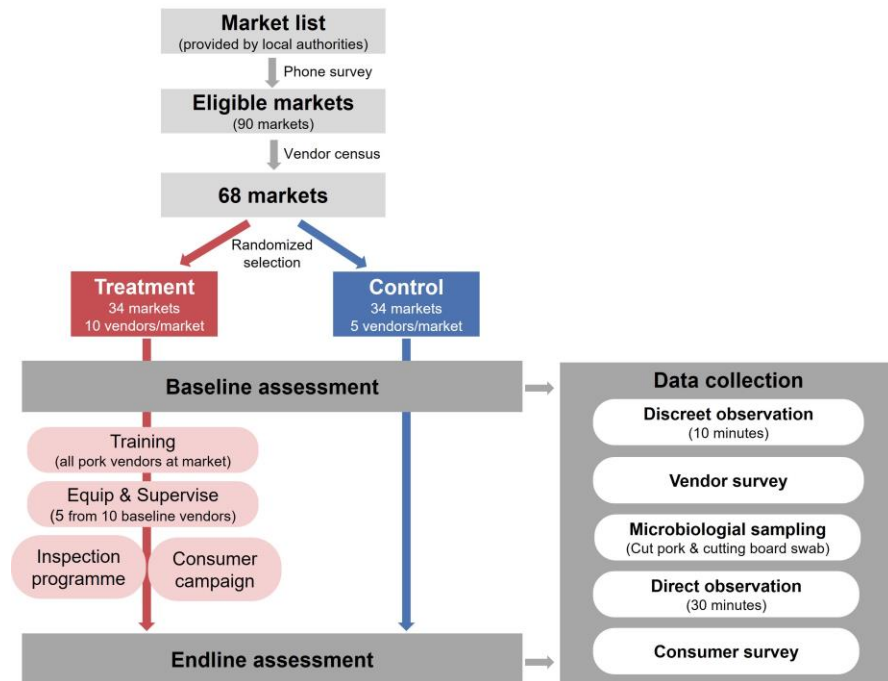 Market list
(provided by local authorities)
Phone survey
Eligible markets
(90 markets)
Vendor census
68 markets
Randomized
selection
Treatment
34 markets
10 vendors/market
Control
34 markets
5 vendors/market
Baseline assessment
Training
(all pork vendors at market)
Equip & Supervise
(5 from 10 baseline vendors)
Inspection
programme
Consumer
campaign
Endline assessment
Data collection
Discreet observation
(10 minutes)
Vendor survey
Microbiologial sampling
(Cut pork & cutting board swab)
Direct observation
(30 minutes)
Consumer survey